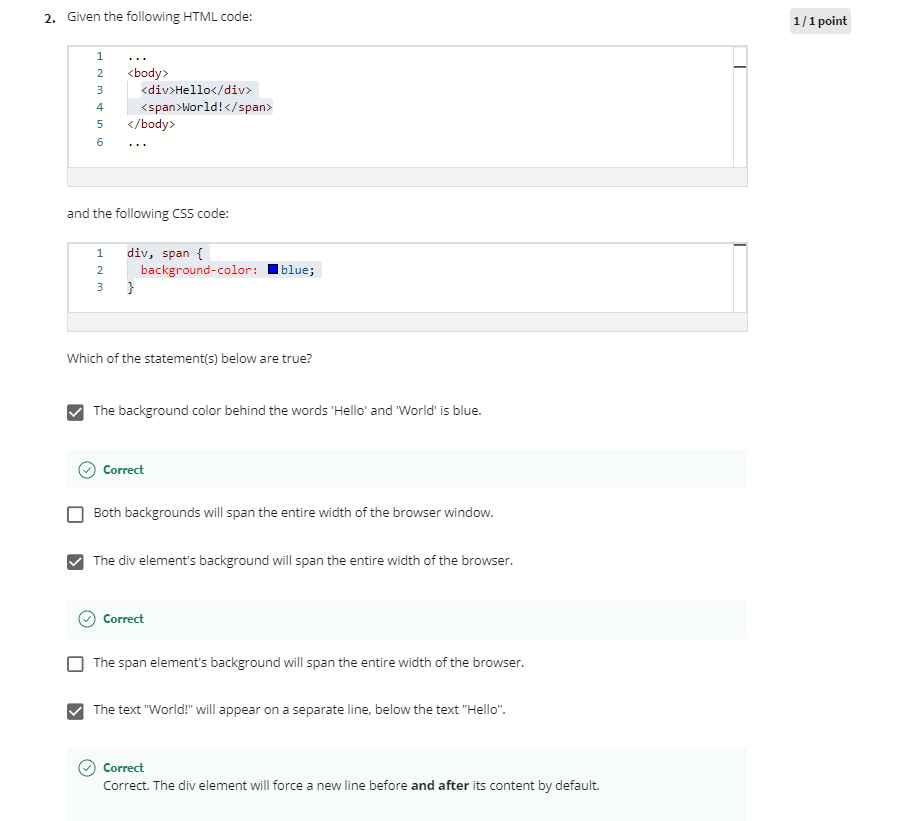 2. Given the following HTML code:
1 / 1 point
1 ...
2 <body>
3 <div>Hello</div>
4 <span>World!</span>
5 </body>
6 ...
and the following CSS code:
1 div, span {
2 background-color: blue;
3 }
Which of the statement(s) below are true?
The background color behind the words 'Hello' and 'World' is blue.
Correct
Both backgrounds will span the entire width of the browser window.
The div element's background will span the entire width of the browser.
Correct
The span element's background will span the entire width of the browser.
The text "World!" will appear on a separate line, below the text "Hello".
Correct
Correct. The div element will force a new line before and after its content by default.